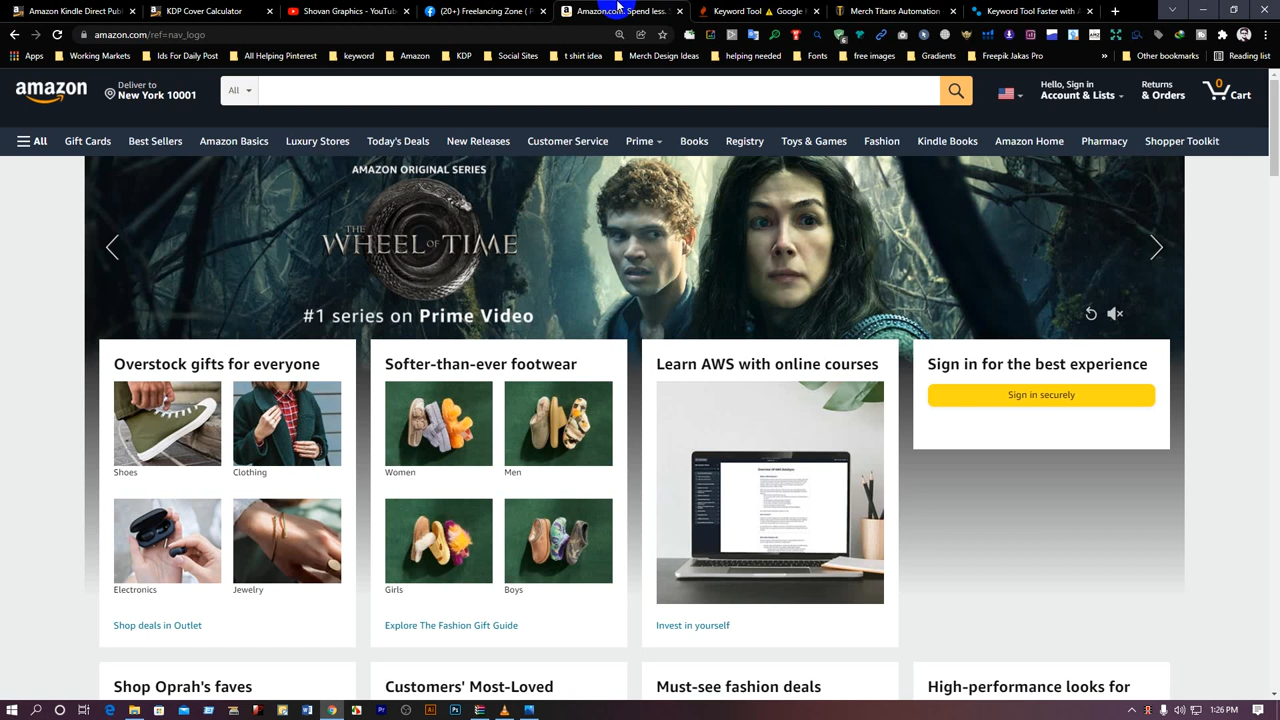 Amazon Kindle Direct Publ
KDP Cover Calculator
Shovan Graphics - YouTube
(20+) Freelancing Zone ( P
Amazon.com. Spend less.
Keyword Tool
Google K
Merch Titans Automation
Keyword Tool Faster with A
amazon.com/ref=nav_logo
Apps
Working Markets
Ids For Daily Post
All Helping Pinterest
keyword
Amazon
KDP
Social Sites
t shirt idea
Merch Design Ideas
helping needed
Fonts
free images
Gradients
Freepik Jakas Pro
Other bookmarks
Reading list
amazon
Deliver to
New York 10001
All
Hello, Sign in
Account & Lists
Returns
& Orders
0
Cart
All
Gift Cards
Best Sellers
Amazon Basics
Luxury Stores
Today's Deals
New Releases
Customer Service
Prime
Books
Registry
Toys & Games
Fashion
Kindle Books
Amazon Home
Pharmacy
Shopper Toolkit
AMAZON ORIGINAL SERIES
THE
WHEEL OF TIME
#1 series on Prime Video
Overstock gifts for everyone
Shoes
Clothing
Electronics
Jewelry
Shop deals in Outlet
Softer-than-ever footwear
Women
Men
Girls
Boys
Explore The Fashion Gift Guide
Learn AWS with online courses
Invest in yourself
Sign in for the best experience
Sign in securely
Shop Oprah's faves
Customers' Most-Loved
Must-see fashion deals
High-performance looks for
1:26 PM